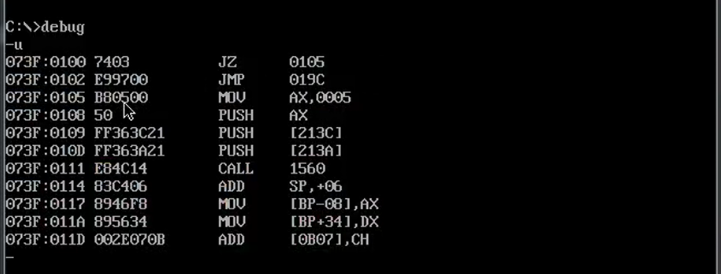 C:\>debug
-u
073F:0100 7403 JZ 0105
073F:0102 E99700 JMP 019C
073F:0105 B80500 MOV AX,0005
073F:0108 50 PUSH AX
073F:0109 FF363C21 PUSH [213C]
073F:010D FF363A21 PUSH [213A]
073F:0111 E84C14 CALL 1560
073F:0114 83C406 ADD SP,+06
073F:0117 8946F8 MOV [BP-08],AX
073F:011A 895634 MOV [BP+34],DX
073F:011D 002E070B ADD [0B07],CH
-